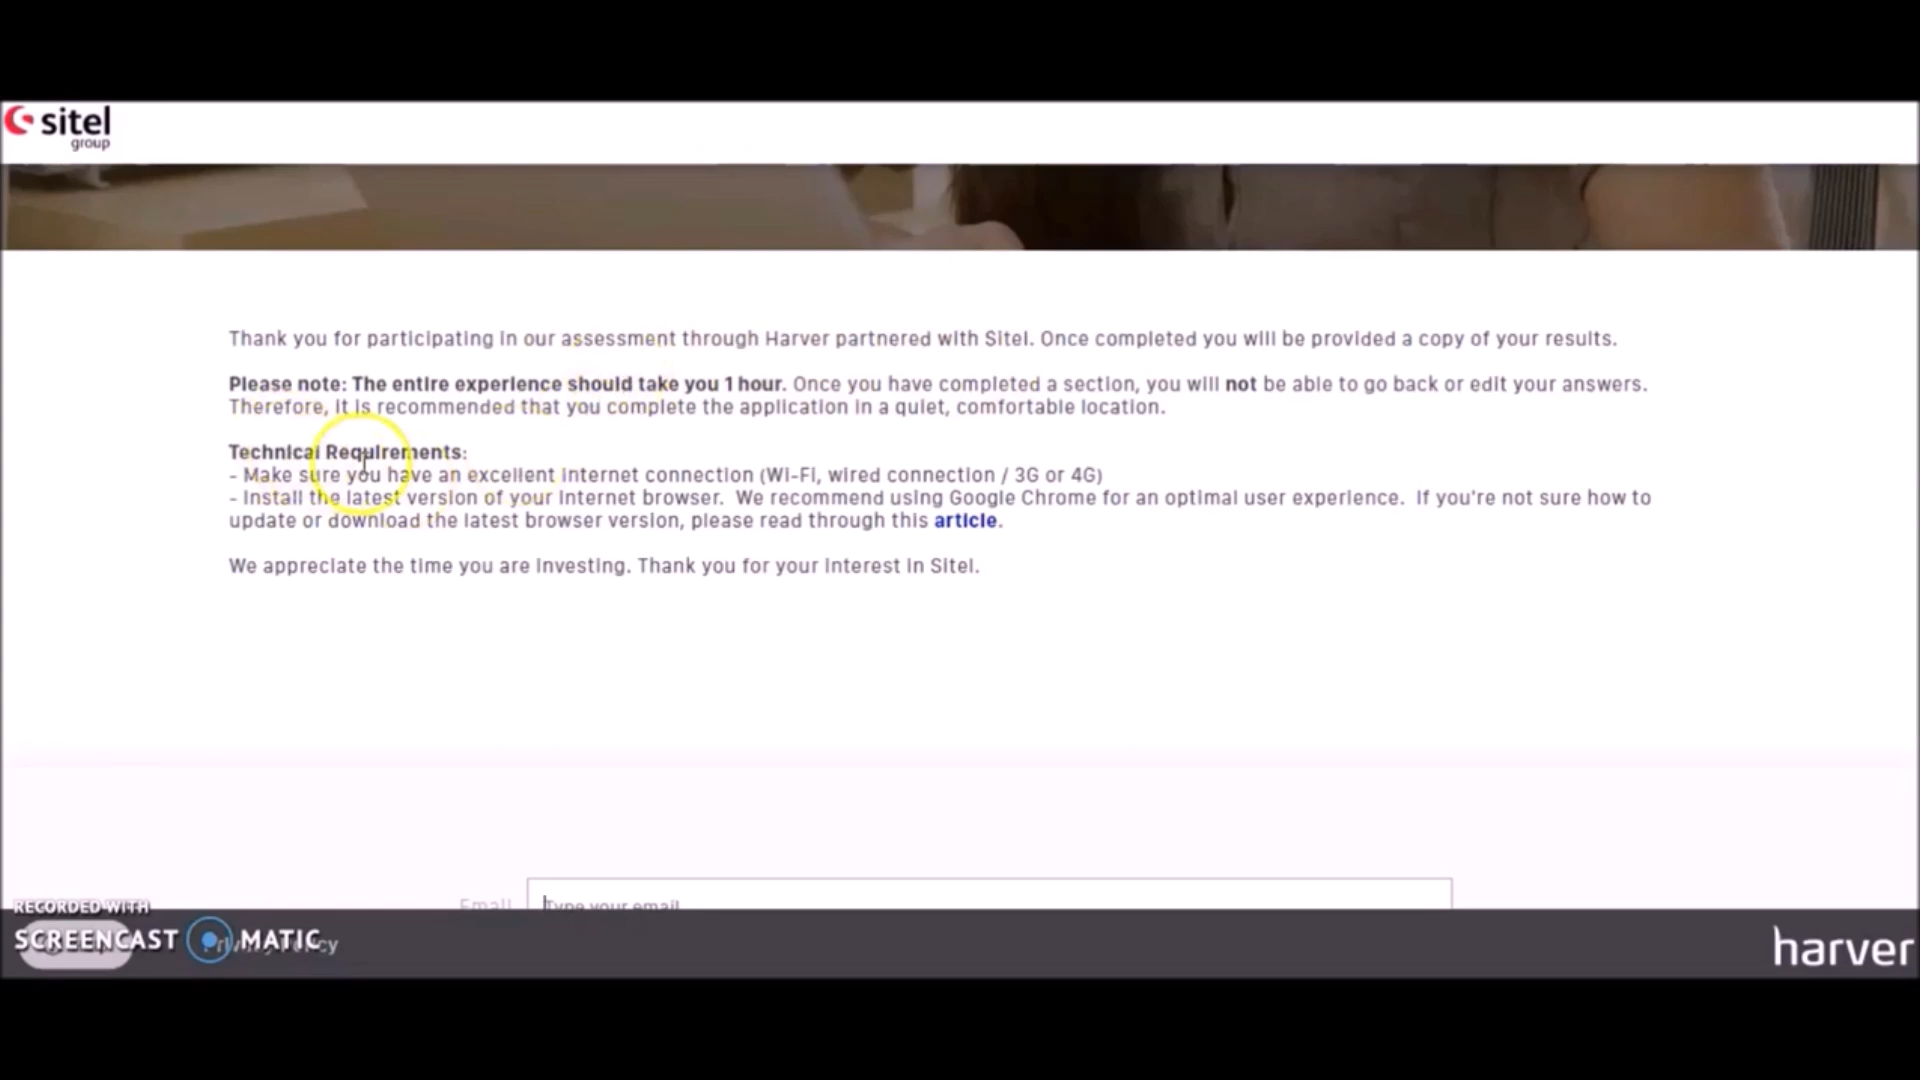 sitel
group
Thank you for participating in our assessment through Harver partnered with Sitel. Once completed you will be provided a copy of your results.
Please note: The entire experience should take you 1 hour. Once you have completed a section, you will not be able to go back or edit your answers.
Therefore, it is recommended that you complete the application in a quiet, comfortable location.
Technical Requirements:
- Make sure you have an excellent internet connection (Wi-Fi, wired connection / 3G or 4G)
- Install the latest version of your internet browser. We recommend using Google Chrome for an optimal user experience. If you're not sure how to
update or download the latest browser version, please read through this article.
We appreciate the time you are investing. Thank you for your interest in Sitel.
Email
Type your email
RECORDED WITH
SCREENCAST MATIC
Privacy Policy
harver